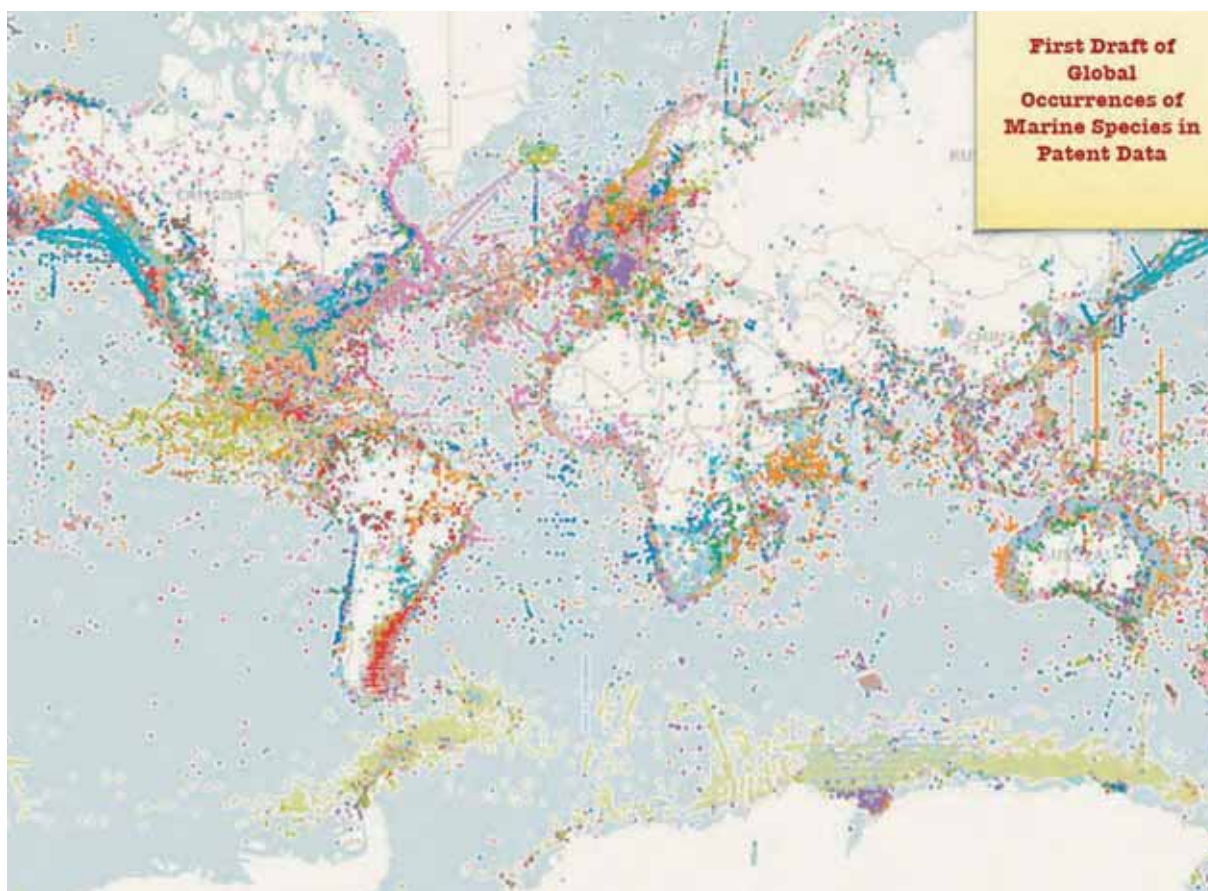 First Draft of
Global
Occurrences of
Marine Species in
Patent Data